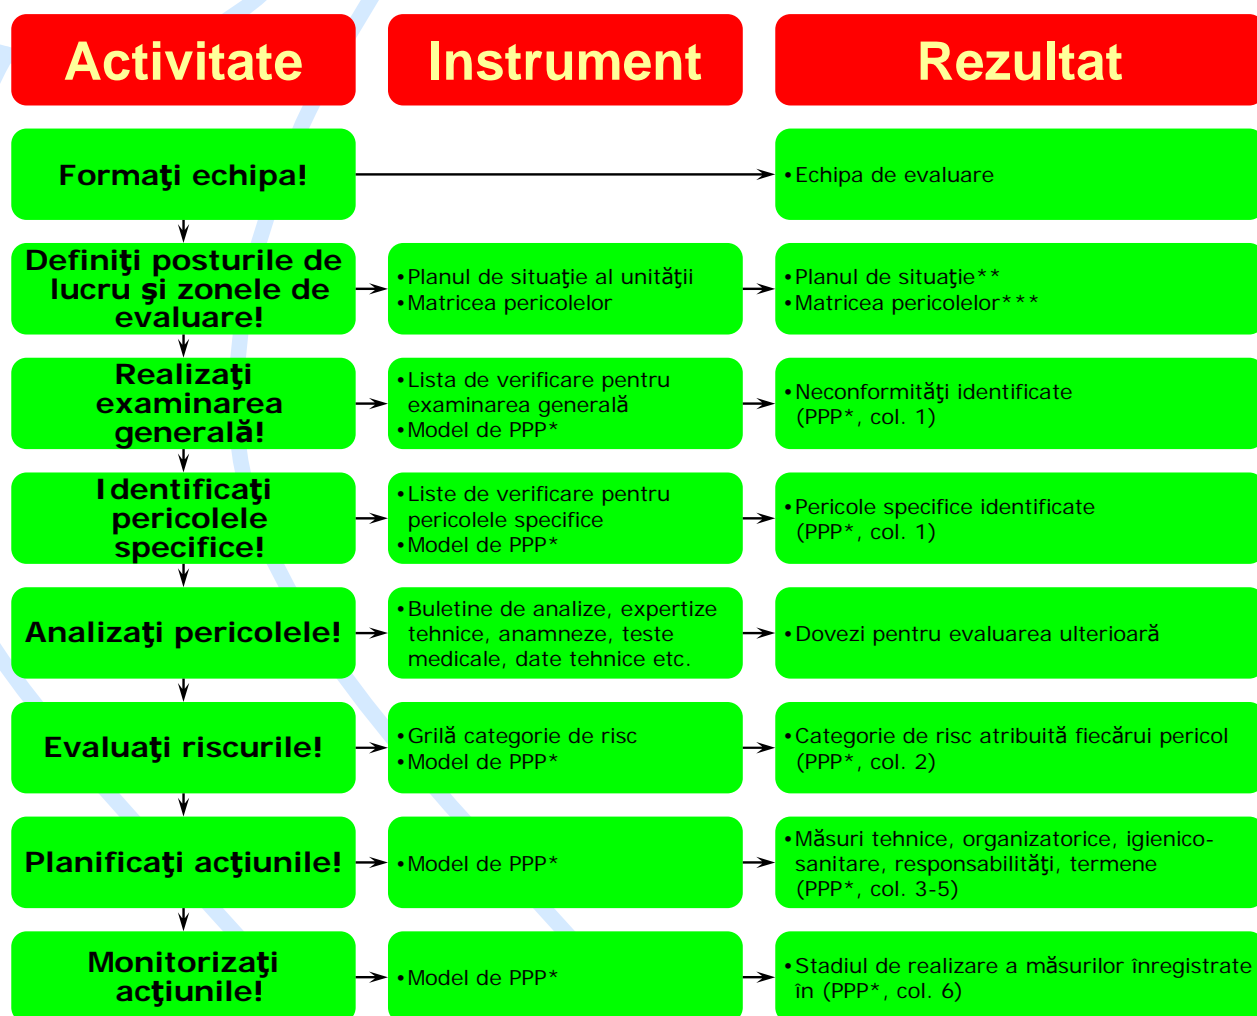 Activitate
Instrument
Rezultat
Formaţi echipa!
•Echipa de evaluare
Definiţi posturile de
lucru şi zonele de
evaluare!
•Planul de situaţie al unităţii
•Matricea pericolelor
•Planul de situaţie**
•Matricea pericolelor***
Realizaţi
examinarea
generală!
•Lista de verificare pentru
examinarea generală
•Model de PPP*
•Neconformităţi identificate
(PPP*, col. 1)
Identificaţi
pericolele
specifice!
•Liste de verificare pentru
pericolele specifice
•Model de PPP*
•Pericole specifice identificate
(PPP*, col. 1)
Analizaţi pericolele!
•Buletine de analize, expertize
tehnice, anamneze, teste
medicale, date tehnice etc.
•Dovezi pentru evaluarea ulterioară
Evaluaţi riscurile!
•Grilă categorie de risc
•Model de PPP*
•Categorie de risc atribuită fiecărui pericol
(PPP*, col. 2)
Planificaţi acţiunile!
•Model de PPP*
•Măsuri tehnice, organizatorice, igienico-
sanitare, responsabilităţi, termene
(PPP*, col. 3-5)
Monitorizaţi
acţiunile!
•Model de PPP*
•Stadiul de realizare a măsurilor înregistrate
în (PPP*, col. 6)